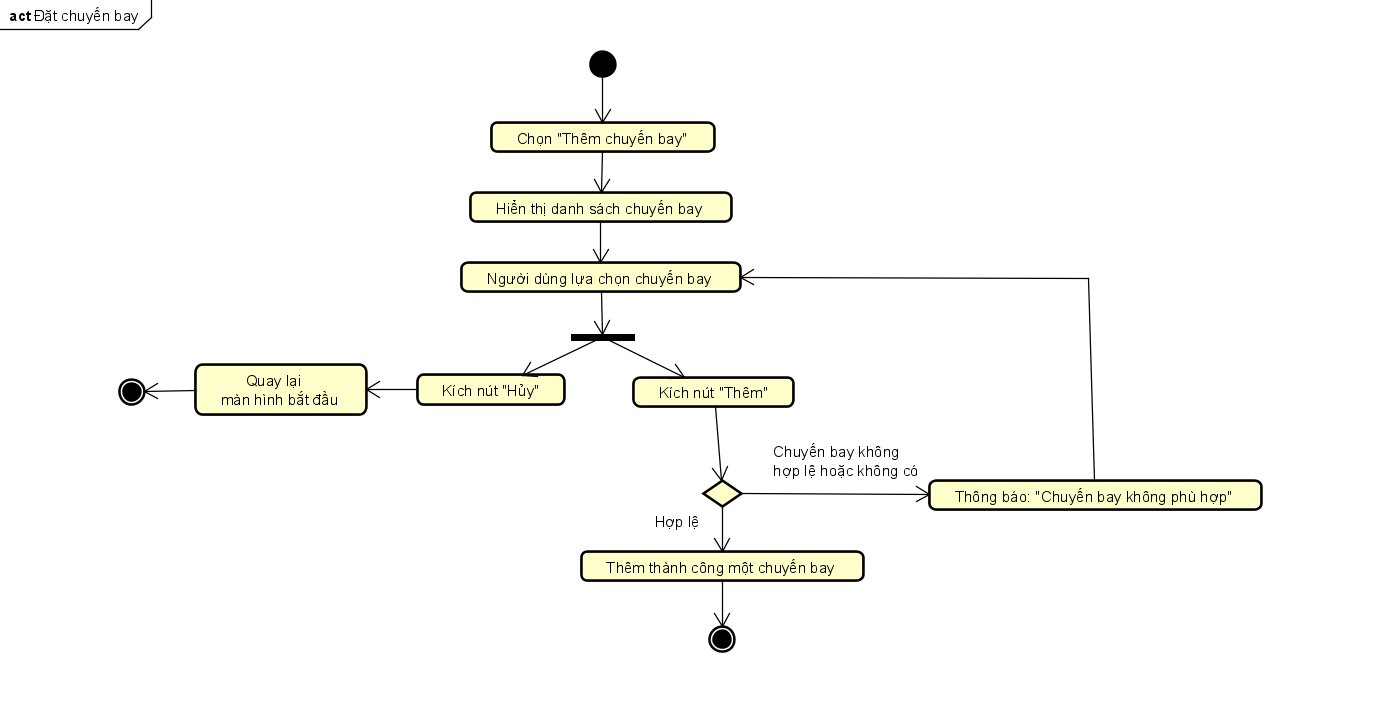 act Đặt chuyến bay
Chọn "Thêm chuyến bay"
Hiển thị danh sách chuyến bay
Người dùng lựa chọn chuyến bay
Quay lại
màn hình bắt đầu
Kích nút "Hủy"
Kích nút "Thêm"
Chuyến bay không
hợp lệ hoặc không có
Thông báo: "Chuyến bay không phù hợp"
Hợp lệ
Thêm thành công một chuyến bay